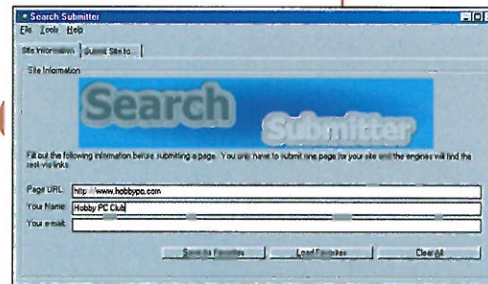 Search Submitter
File Tools Help
Site Information Submit Site to...
Site Information
Search
Submitter
Fill out the following information before submitting a page. You only have to submit one page for your site and the engines will find the
rest via links.
Page URL: http://www.hobbypc.com
Your Name: Hobby PC Club
Your e-mail:
Save as Favorites Load Favorites Clear All